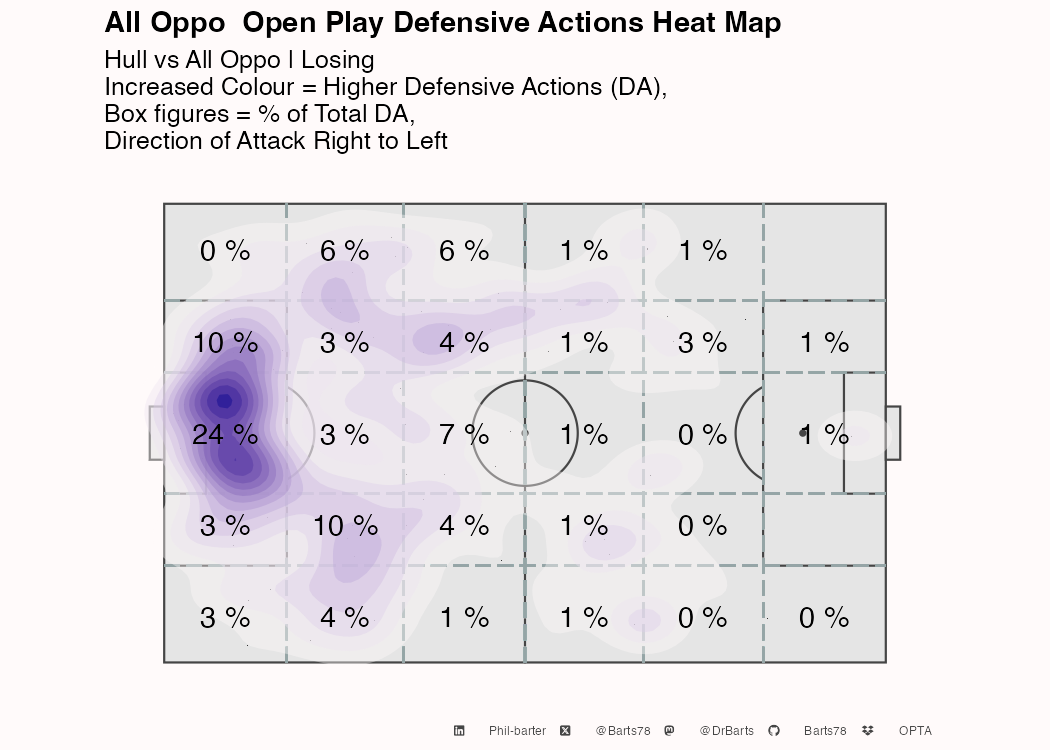 All Oppo  Open Play Defensive Actions Heat Map
Hull vs All Oppo | Losing
Increased Colour = Higher Defensive Actions (DA),
Box figures = % of Total DA,
Direction of Attack Right to Left
0 % 6 % 6 % 1 % 1 %
10 % 3 % 4 % 1 % 3 % 1 %
24 % 3 % 7 % 1 % 0 % 1 %
3 % 10 % 4 % 1 % 0 %
3 % 4 % 1 % 1 % 0 % 0 %
Phil-barter @Barts78 @DrBarts Barts78 OPTA